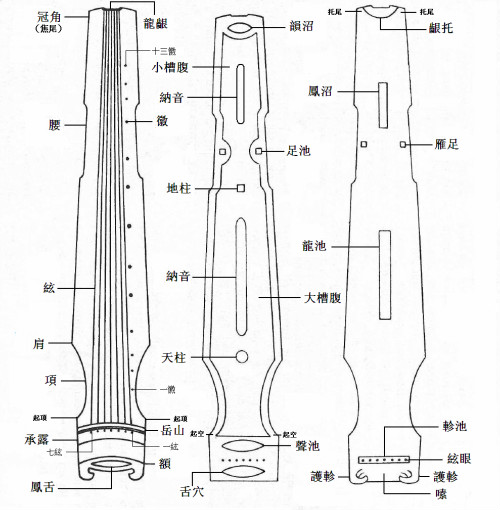 冠角
(焦尾)
龍齦
十三徽
徽
腰
絃
肩
項
一徽
起項
起項
承露
岳山
七絃
一絃
額
鳳舌
韻沼
小槽腹
納音
足池
地柱
納音
大槽腹
天柱
起空
起空
聲池
舌穴
托尾
托尾
齦托
鳳沼
雁足
龍池
軫池
絃眼
護軫
護軫
嗉